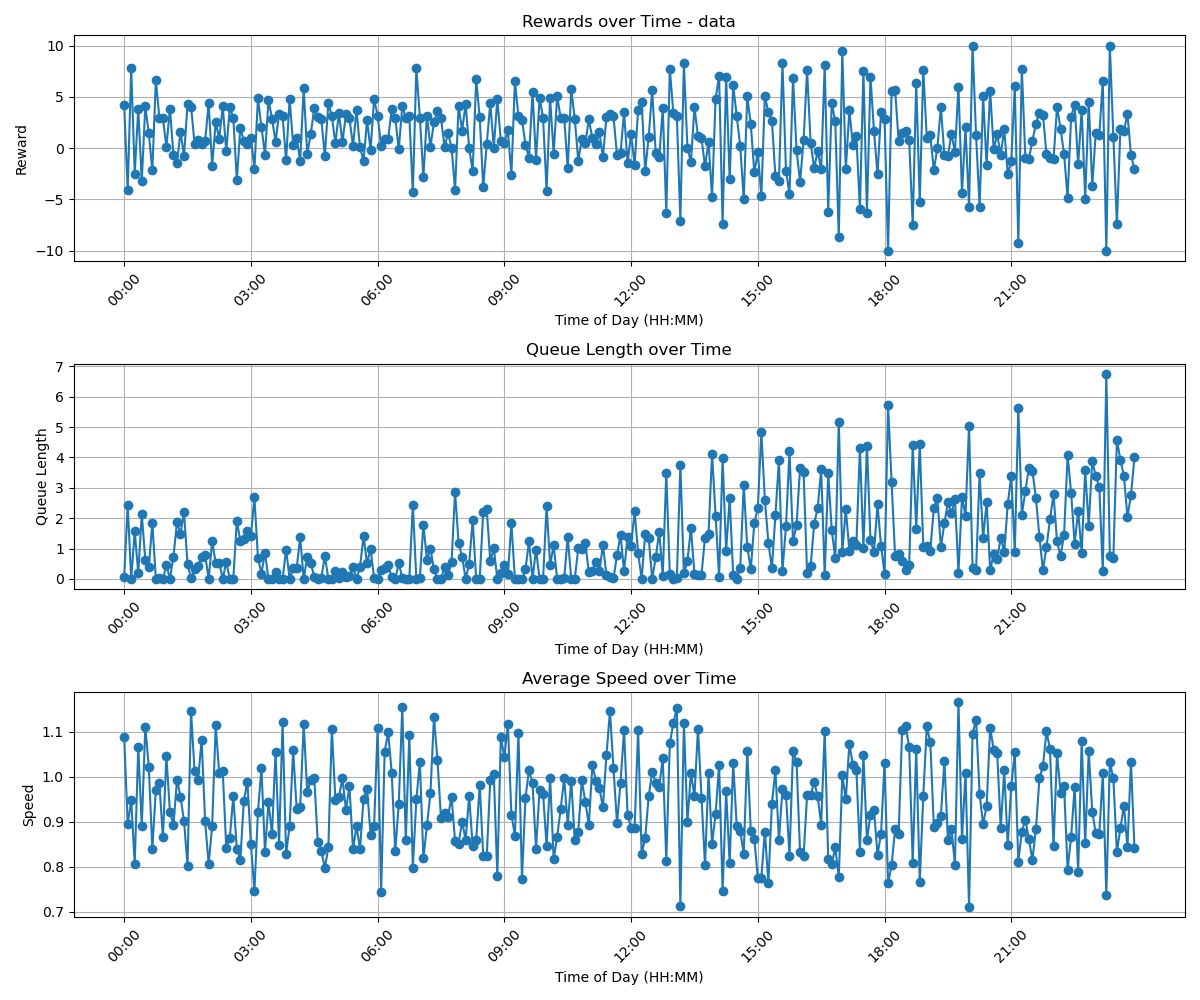 Rewards over Time - data
Reward
10
5
0
−5
−10
00:00 03:00 06:00 09:00 12:00 15:00 18:00 21:00
Time of Day (HH:MM)
Queue Length over Time
Queue Length
7
6
5
4
3
2
1
0
00:00 03:00 06:00 09:00 12:00 15:00 18:00 21:00
Time of Day (HH:MM)
Average Speed over Time
Speed
1.1
1.0
0.9
0.8
0.7
00:00 03:00 06:00 09:00 12:00 15:00 18:00 21:00
Time of Day (HH:MM)